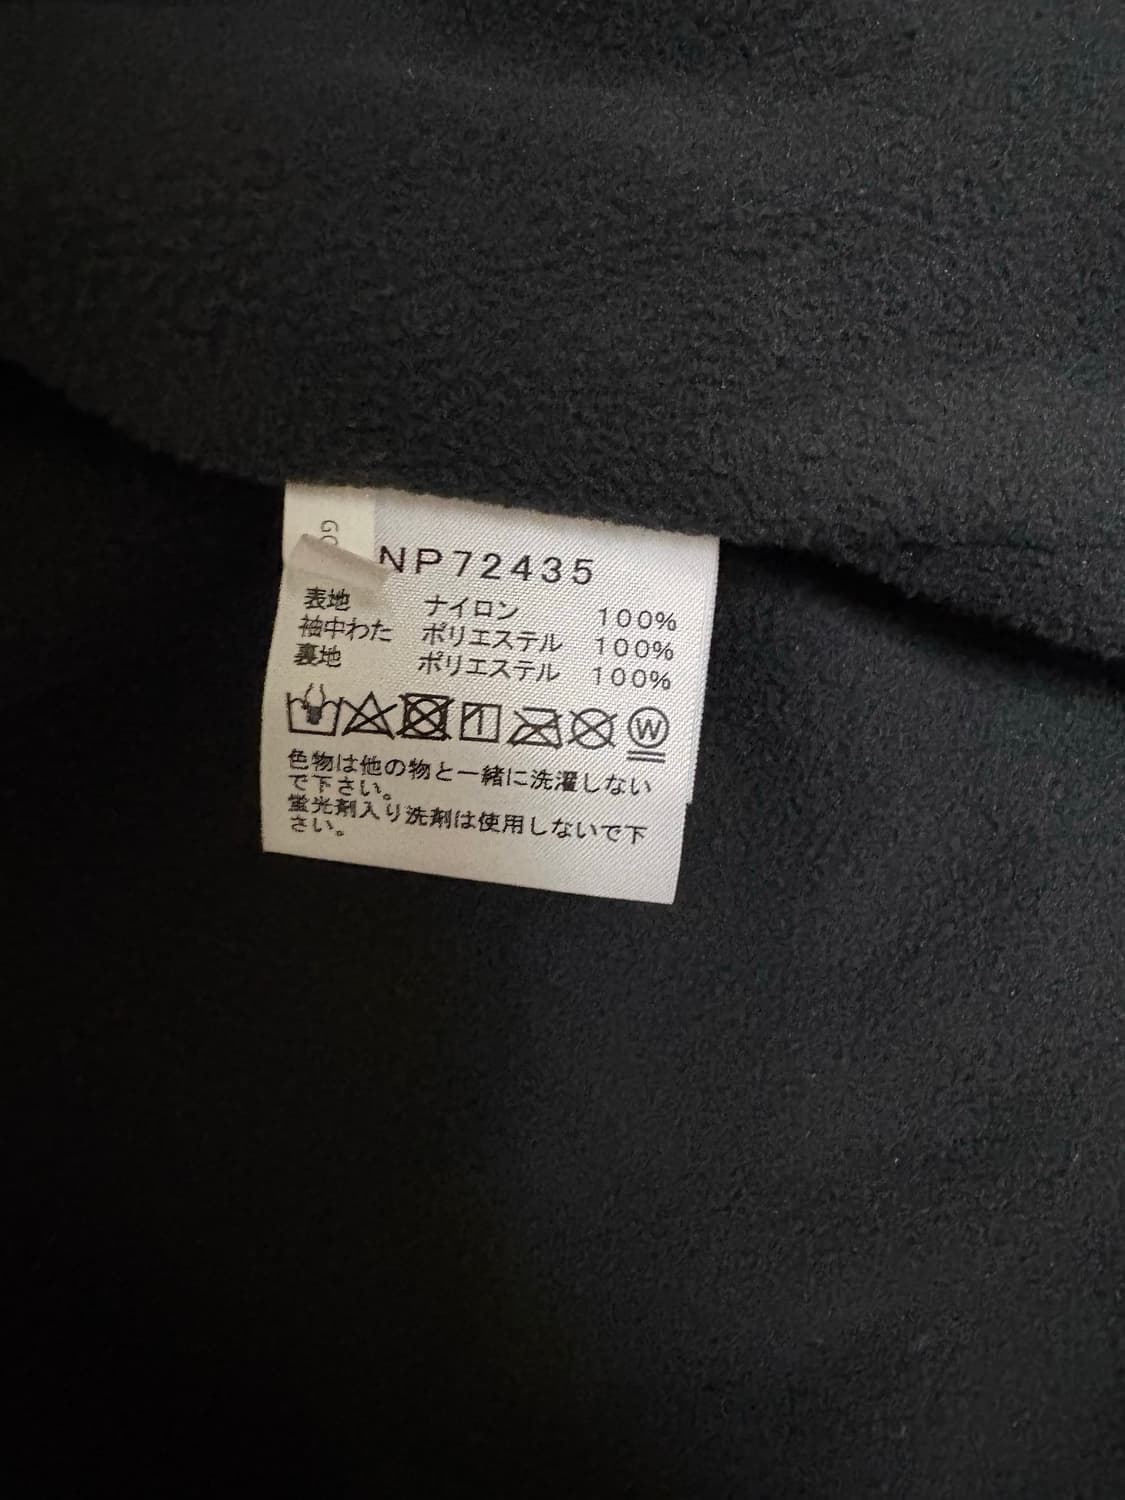 NP72435
表地 ナイロン 100%
袖中わた ポリエステル 100%
裏地 ポリエステル 100%
W
色物は他の物と一緒に洗濯しない
で下さい。
蛍光剤入り洗剤は使用しないで下
さい。